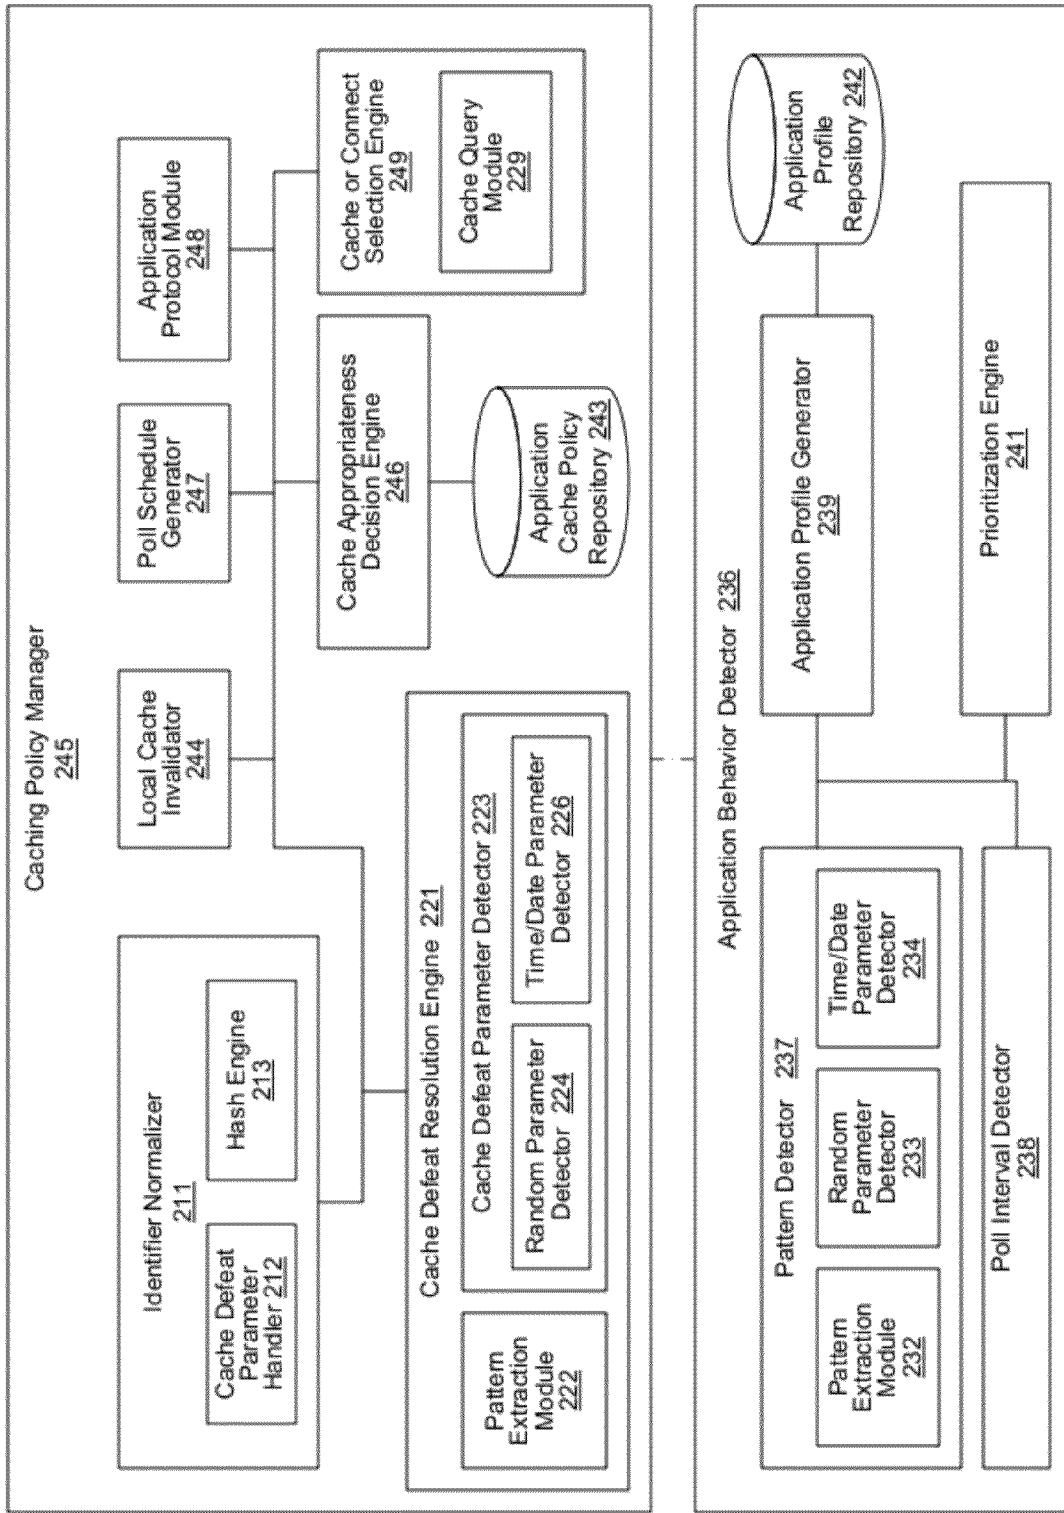 Caching Policy Manager
245
Identifier Normalizer
211
Cache Defeat
Parameter
Handler 212
Hash Engine
213
Local Cache
Invalidator
244
Poll Schedule
Generator
247
Application
Protocol Module
248
Cache Defeat Resolution Engine 221
Pattern
Extraction
Module
222
Cache Defeat Parameter Detector 223
Random Parameter
Detector 224
Time/Date Parameter
Detector 226
Cache Appropriateness
Decision Engine
246
Application
Cache Policy
Repository 243
Cache or Connect
Selection Engine
249
Cache Query
Module
229
Application Behavior Detector 236
Pattern Detector 237
Pattern
Extraction
Module
232
Random
Parameter
Detector
233
Time/Date
Parameter
Detector
234
Poll Interval Detector
238
Application Profile Generator
239
Application
Profile
Repository 242
Prioritization Engine
241